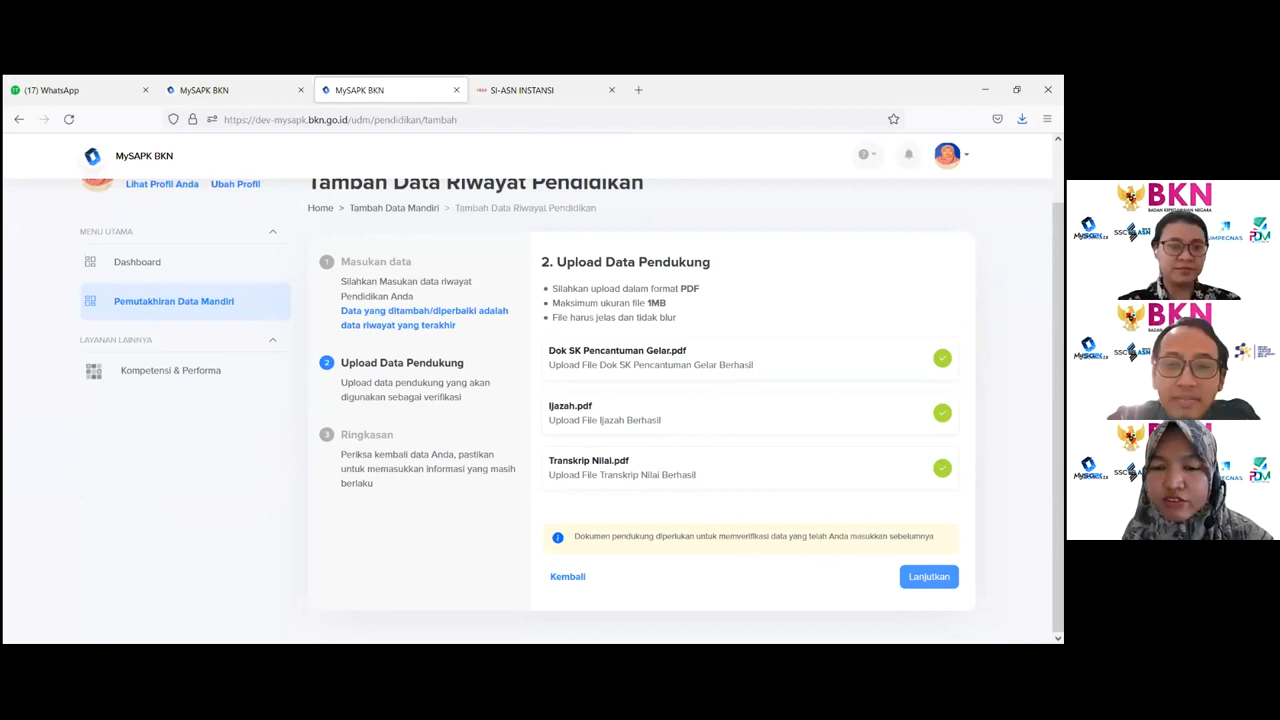 (17) WhatsApp
MySAPK BKN
MySAPK BKN
SI-ASN INSTANSI
https://dev-mysapk.bkn.go.id/udm/pendidikan/tambah
MySAPK BKN
Lihat Profil Anda Ubah Profil
Tambah Data Riwayat Pendidikan
Home > Tambah Data Mandiri > Tambah Data Riwayat Pendidikan
MENU UTAMA
Dashboard
Pemutakhiran Data Mandiri
LAYANAN LAINNYA
Kompetensi & Performa
1 Masukan data
Silahkan Masukan data riwayat
Pendidikan Anda
Data yang ditambah/diperbaiki adalah
data riwayat yang terakhir
2 Upload Data Pendukung
Upload data pendukung yang akan
digunakan sebagai verifikasi
3 Ringkasan
Periksa kembali data Anda, pastikan
untuk memasukkan informasi yang masih
berlaku
2. Upload Data Pendukung
Silahkan upload dalam format PDF
Maksimum ukuran file 1MB
File harus jelas dan tidak blur
Dok SK Pencantuman Gelar.pdf
Upload File Dok SK Pencantuman Gelar Berhasil
Ijazah.pdf
Upload File Ijazah Berhasil
Transkrip Nilai.pdf
Upload File Transkrip Nilai Berhasil
Dokumen pendukung diperlukan untuk memverifikasi data yang telah Anda masukkan sebelumnya
Kembali
Lanjutkan
BKN
BADAN KEPEGAWAIAN NEGARA
BKN